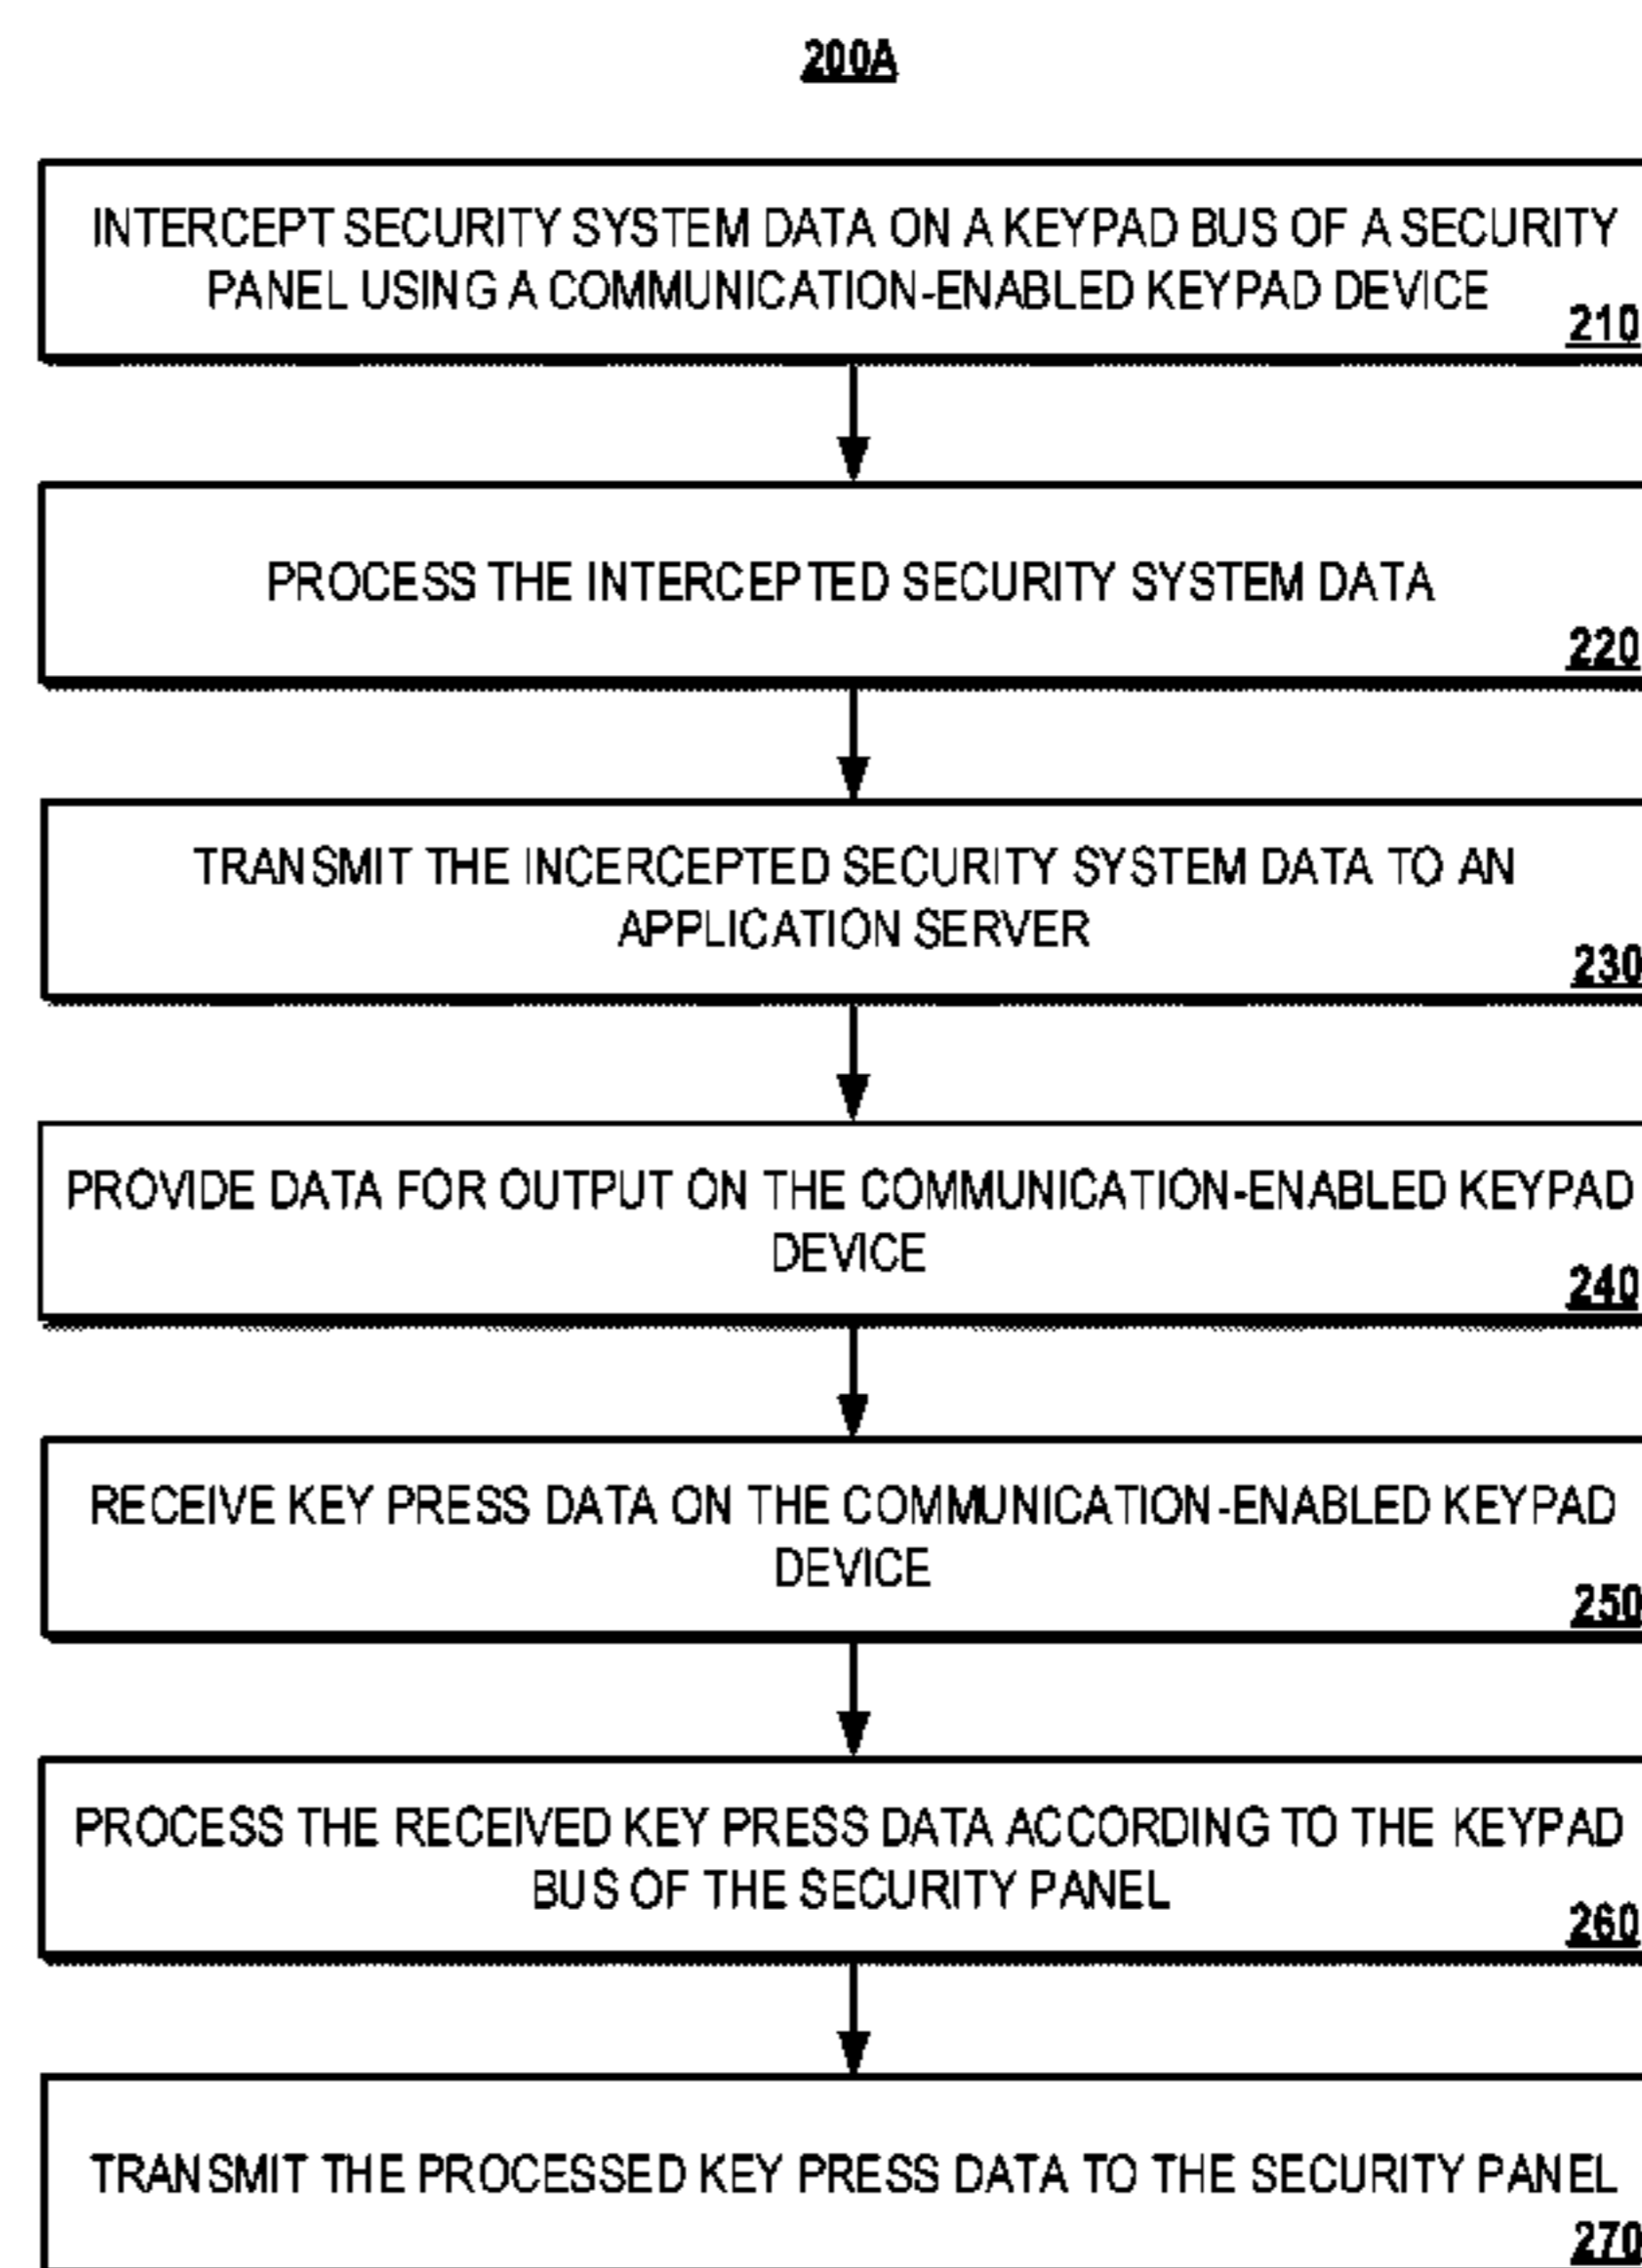 200A
INTERCEPT SECURITY SYSTEM DATA ON A KEYPAD BUS OF A SECURITY
PANEL USING A COMMUNICATION-ENABLED KEYPAD DEVICE
210
PROCESS THE INTERCEPTED SECURITY SYSTEM DATA
220
TRANSMIT THE INCERCEPTED SECURITY SYSTEM DATA TO AN
APPLICATION SERVER
230
PROVIDE DATA FOR OUTPUT ON THE COMMUNICATION-ENABLED KEYPAD
DEVICE
240
RECEIVE KEY PRESS DATA ON THE COMMUNICATION-ENABLED KEYPAD
DEVICE
250
PROCESS THE RECEIVED KEY PRESS DATA ACCORDING TO THE KEYPAD
BUS OF THE SECURITY PANEL
260
TRANSMIT THE PROCESSED KEY PRESS DATA TO THE SECURITY PANEL
270